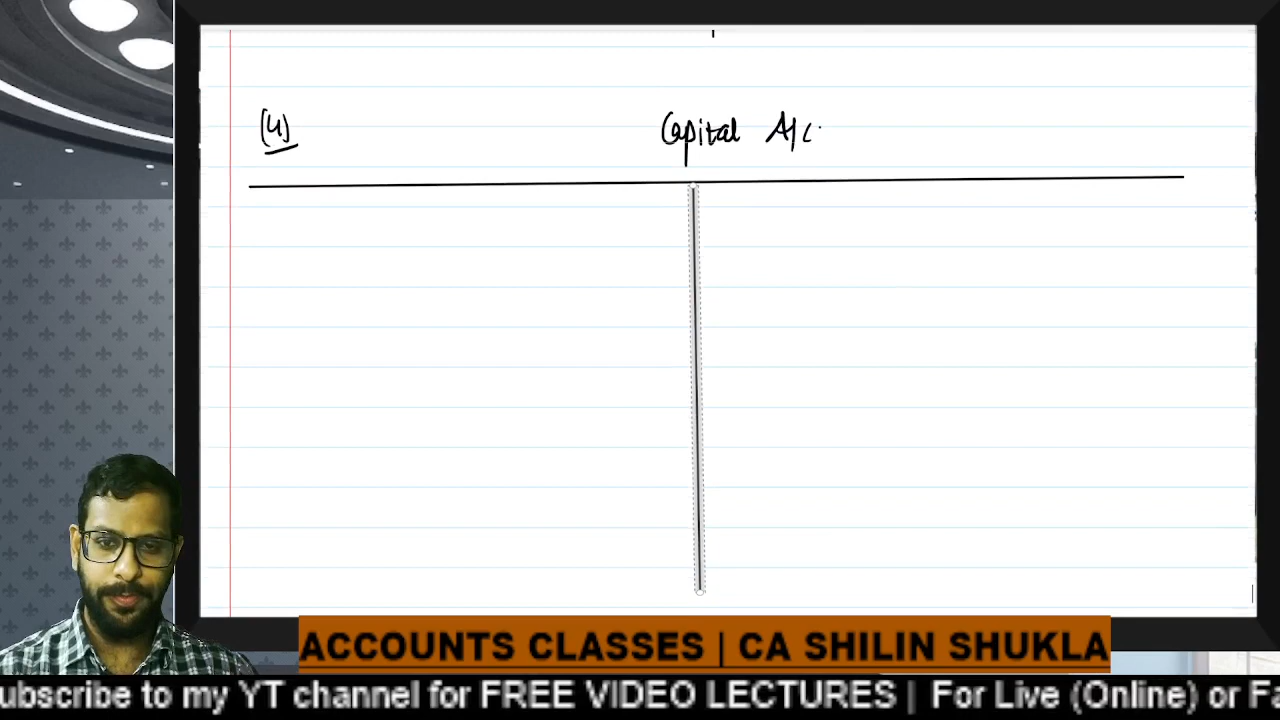 (4)
Capital A/c.
ACCOUNTS CLASSES | CA SHILIN SHUKLA
ubscribe to my YT channel for FREE VIDEO LECTURES | For Live (Online) or Fa